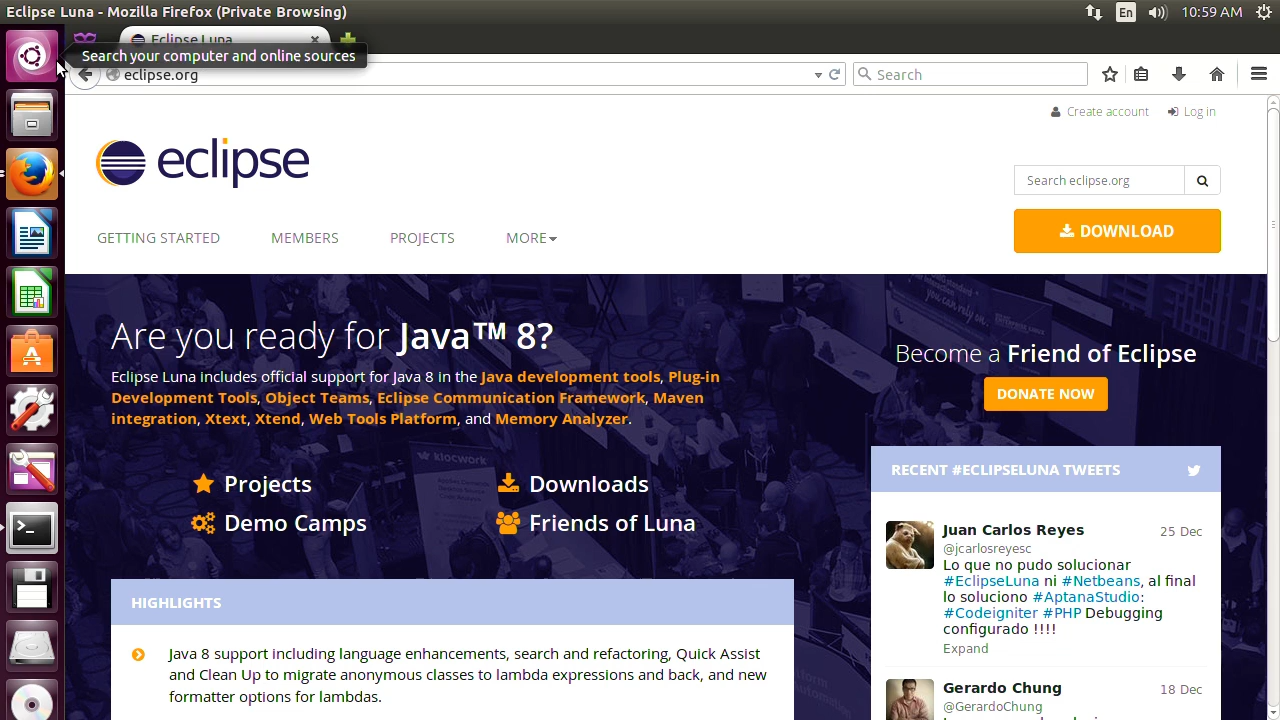 Eclipse Luna - Mozilla Firefox (Private Browsing)
En
10:59 AM
Eclipse Luna
Search your computer and online sources
eclipse.org
Search
Create account
Log in
eclipse
Search eclipse.org
DOWNLOAD
GETTING STARTED
MEMBERS
PROJECTS
MORE
Are you ready for Java™ 8?
Eclipse Luna includes official support for Java 8 in the Java development tools, Plug-in
Development Tools, Object Teams, Eclipse Communication Framework, Maven
integration, Xtext, Xtend, Web Tools Platform, and Memory Analyzer.
Projects
Downloads
Demo Camps
Friends of Luna
HIGHLIGHTS
Java 8 support including language enhancements, search and refactoring, Quick Assist
and Clean Up to migrate anonymous classes to lambda expressions and back, and new
formatter options for lambdas.
Become a Friend of Eclipse
DONATE NOW
RECENT #ECLIPSELUNA TWEETS
Juan Carlos Reyes
25 Dec
@jcarlosreyesc
Lo que no pudo solucionar
#EclipseLuna ni #Netbeans, al final
lo soluciono #AptanaStudio:
#Codeigniter #PHP Debugging
configurado !!!!
Expand
Gerardo Chung
18 Dec
@GerardoChung
klocwork